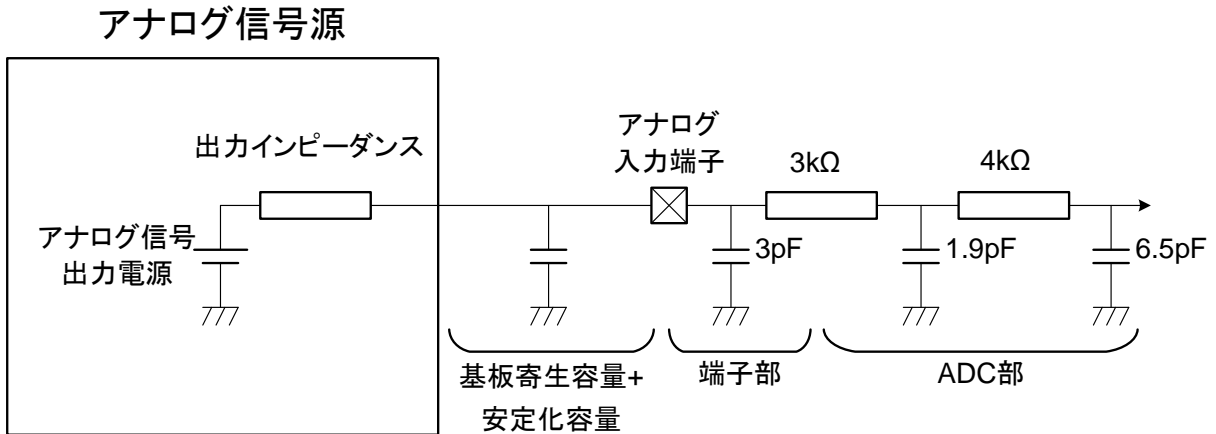 アナログ信号源
出力インピーダンス
アナログ信号
出力電源
アナログ
入力端子
3kΩ
4kΩ
3pF
1.9pF
6.5pF
基板寄生容量+
安定化容量
端子部
ADC部